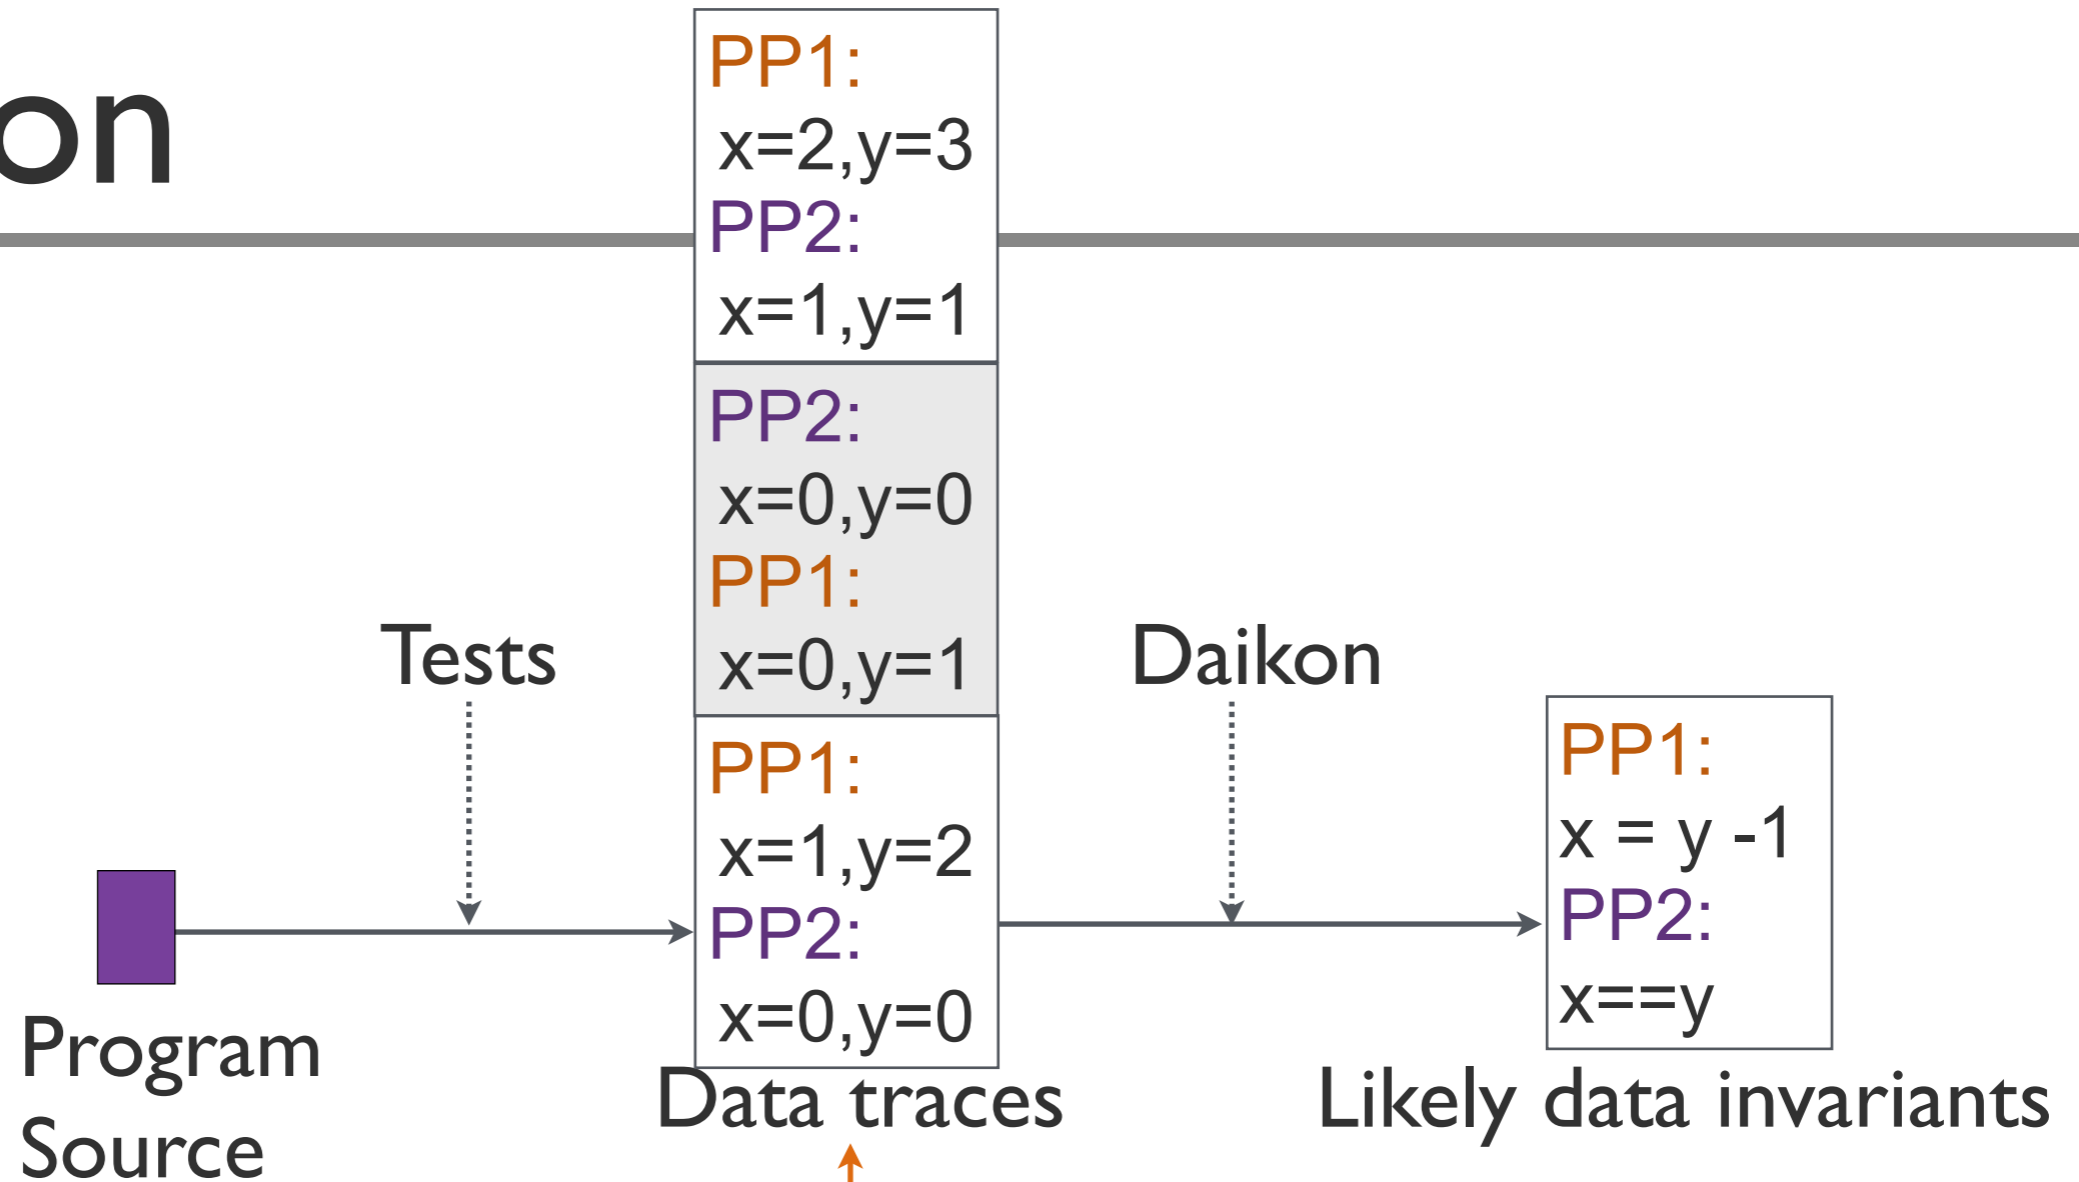 on
PP1:
x=2,y=3
PP2:
x=1,y=1
PP2:
x=0,y=0
PP1:
x=0,y=1
PP1:
x=1,y=2
PP2:
x=0,y=0
Data traces
Tests
Program
Source
Daikon
PP1:
x = y -1
PP2:
x==y
Likely data invariants